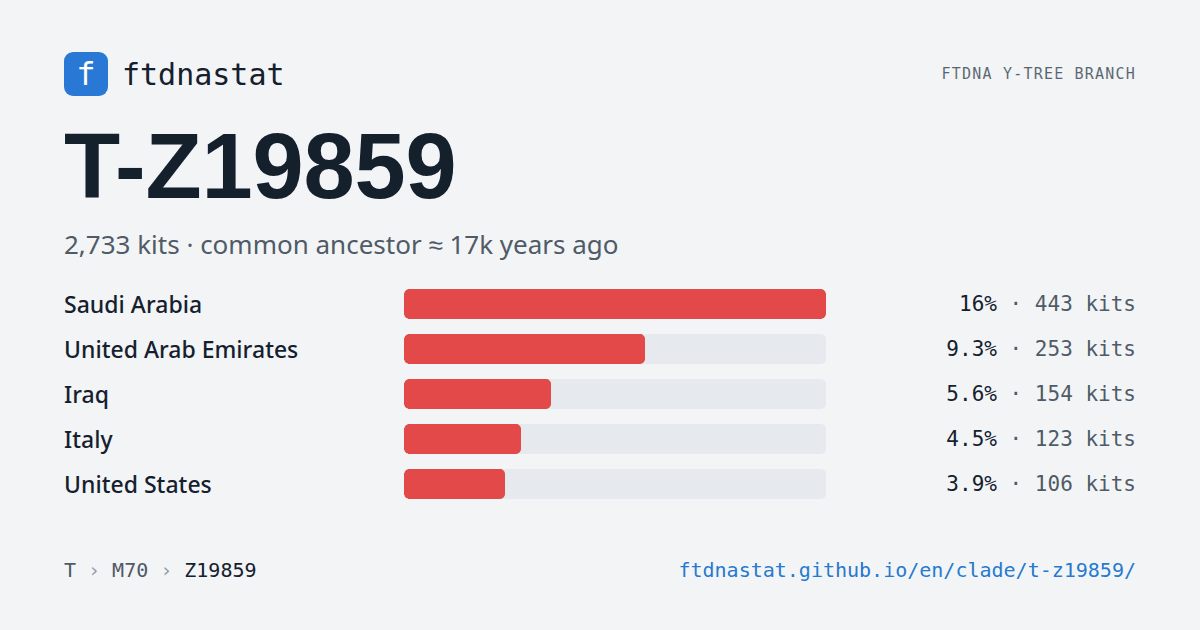 f ftdnastat
FTDNA Y-TREE BRANCH
T-Z19859
2,733 kits · common ancestor ≈ 17k years ago
Saudi Arabia 16% · 443 kits
United Arab Emirates 9.3% · 253 kits
Iraq 5.6% · 154 kits
Italy 4.5% · 123 kits
United States 3.9% · 106 kits
T › M70 › Z19859
ftdnastat.github.io/en/clade/t-z19859/